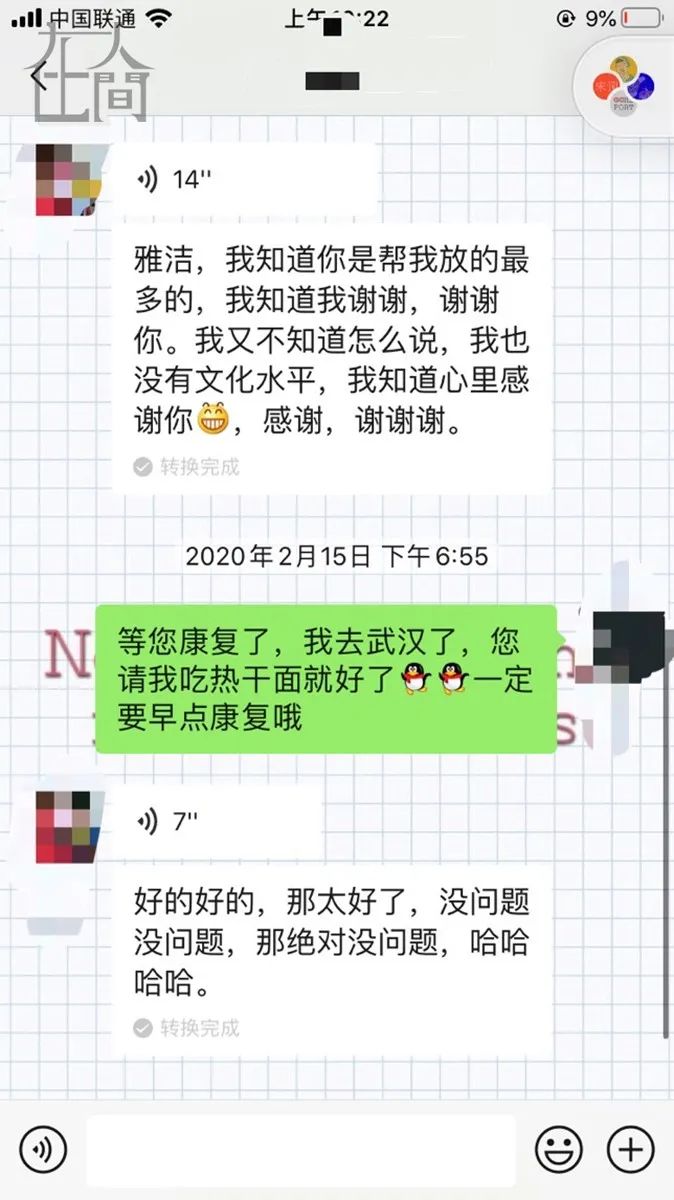 中国联通
上午
:22
9%
在人
间
14''
雅洁，我知道你是帮我放的最
多的，我知道我谢谢，谢谢
你。我又不知道怎么说，我也
没有文化水平，我知道心里感
谢你😁，感谢，谢谢谢。
转换完成
2020年2月15日 下午6:55
等您康复了，我去武汉了，您
请我吃热干面就好了🐧🐧一定
要早点康复哦
7''
好的好的，那太好了，没问题
没问题，那绝对没问题，哈哈
哈哈。
转换完成